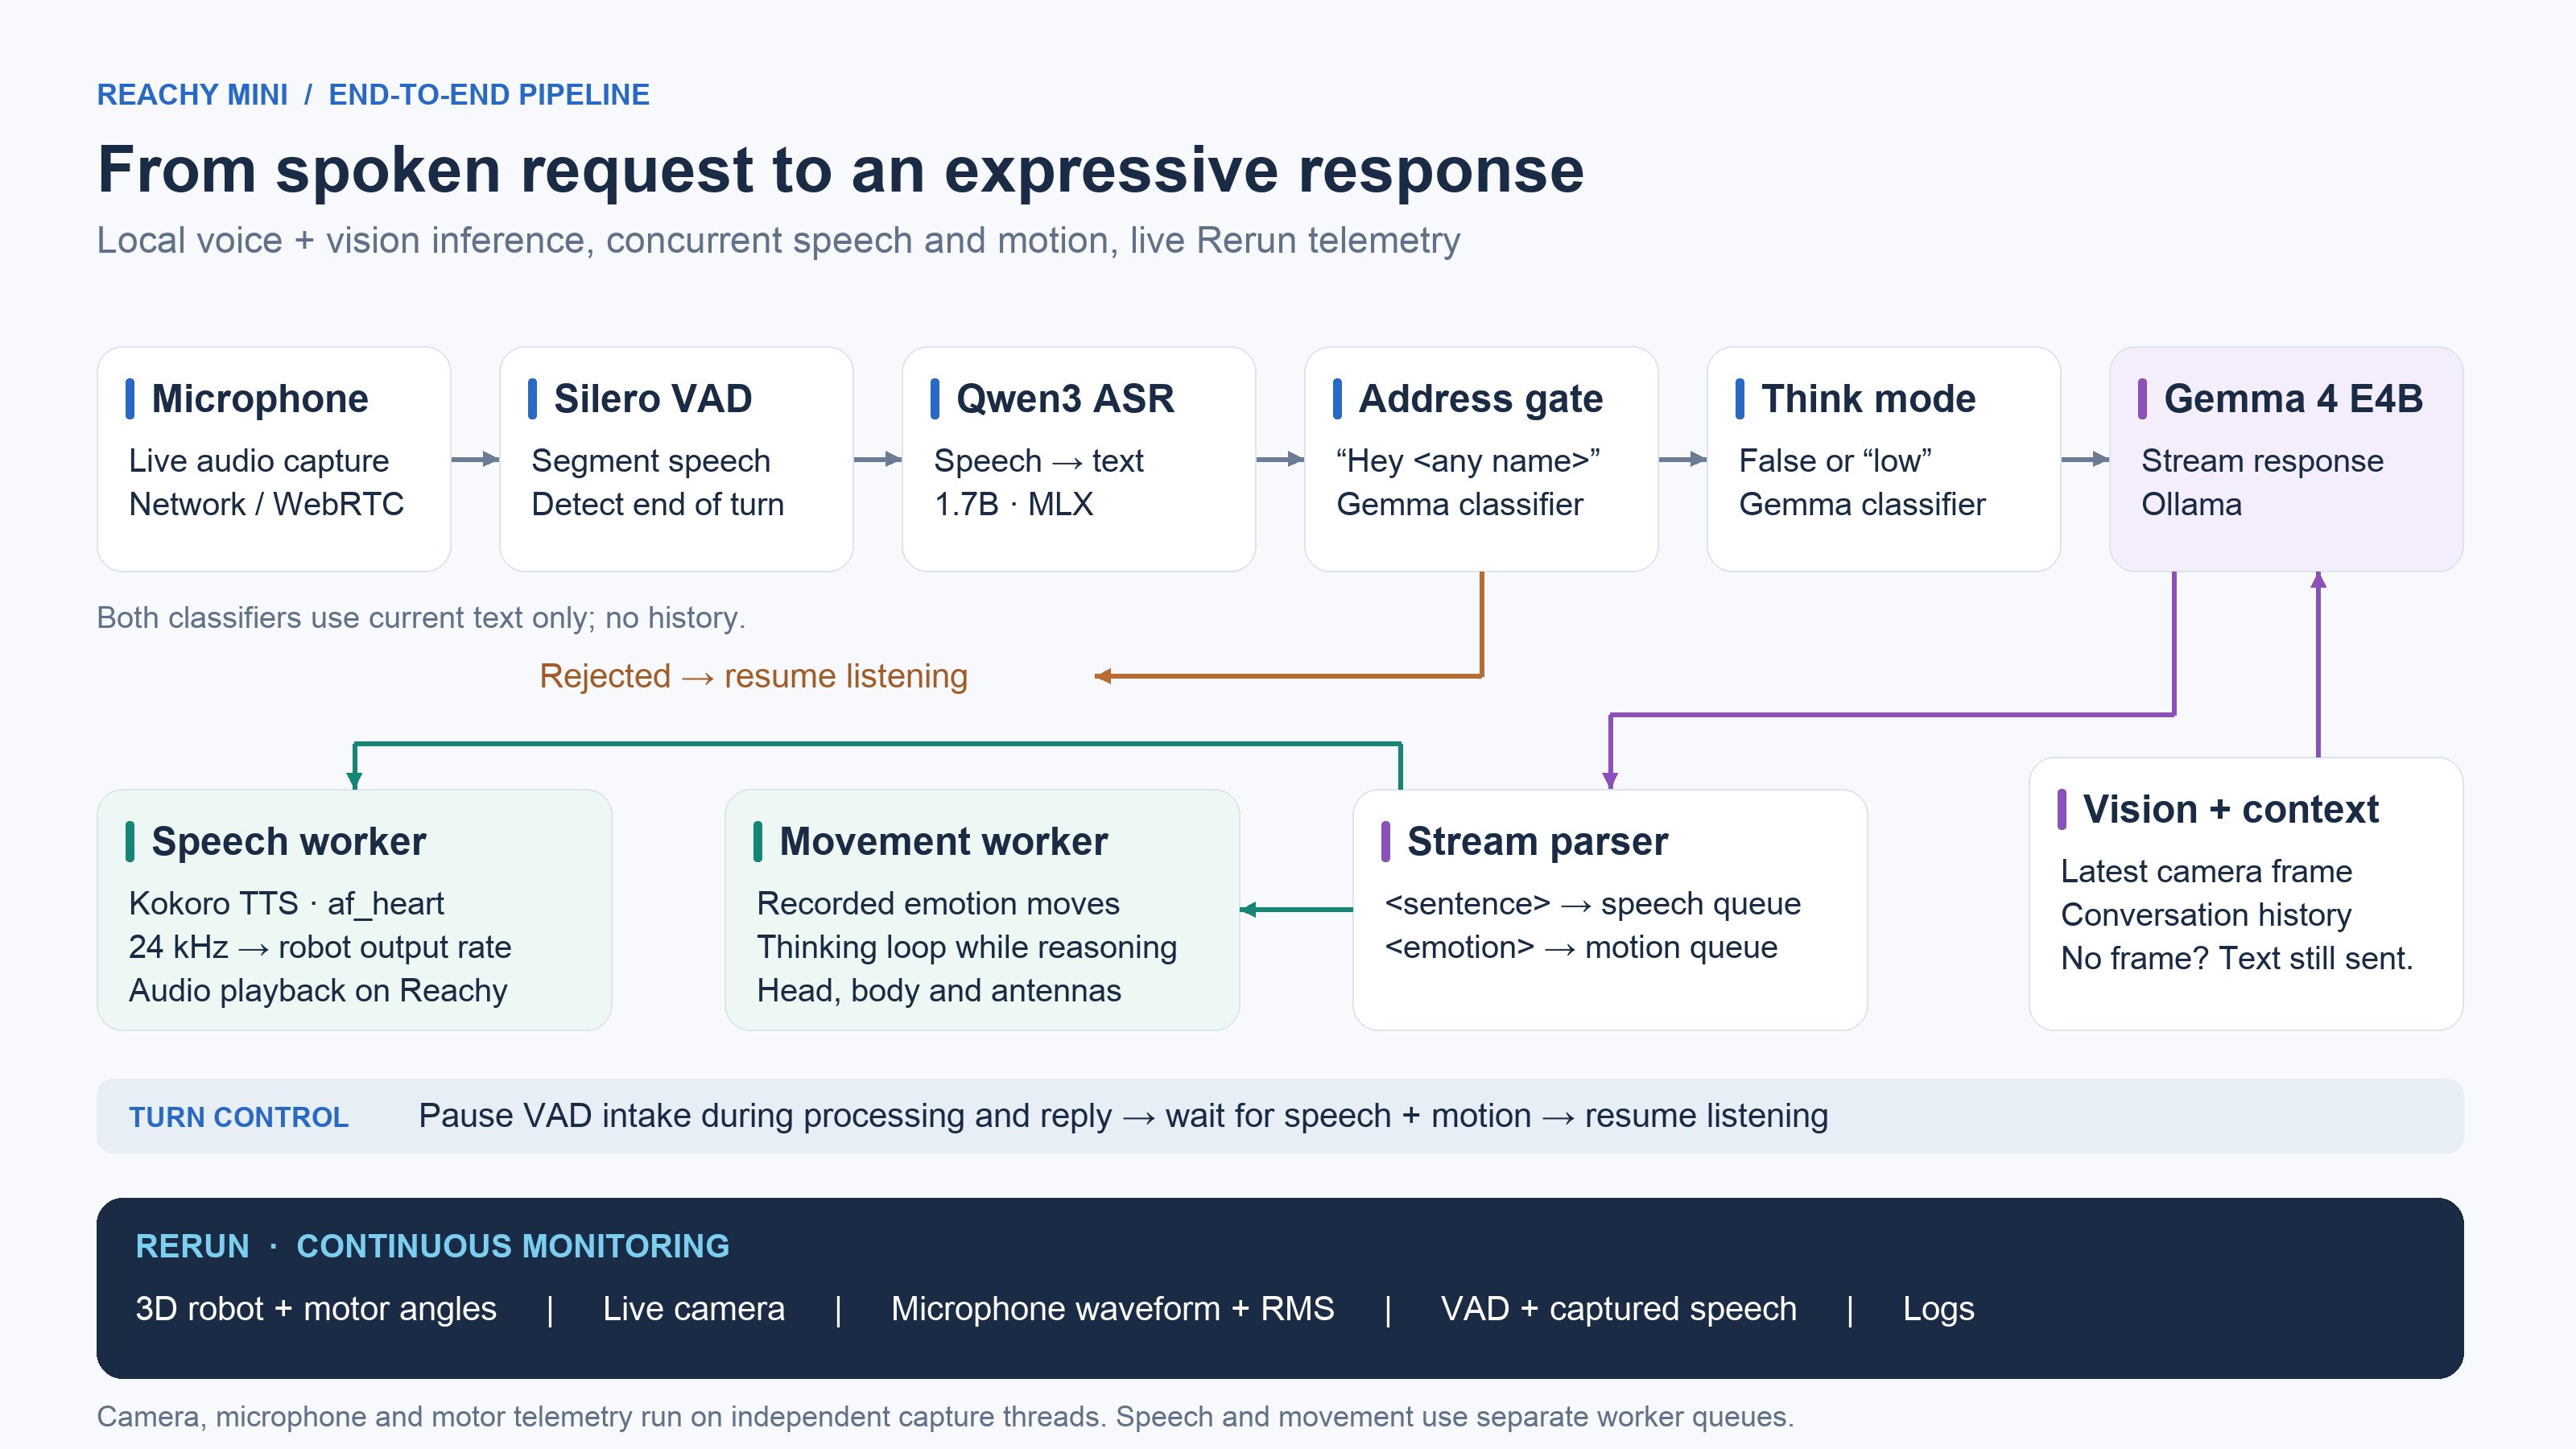 REACHY MINI / END-TO-END PIPELINE
From spoken request to an expressive response
Local voice + vision inference, concurrent speech and motion, live Rerun telemetry
Microphone
Live audio capture
Network / WebRTC
Silero VAD
Segment speech
Detect end of turn
Qwen3 ASR
Speech → text
1.7B · MLX
Address gate
“Hey <any name>”
Gemma classifier
Think mode
False or “low”
Gemma classifier
Gemma 4 E4B
Stream response
Ollama
Both classifiers use current text only; no history.
Rejected → resume listening
Speech worker
Kokoro TTS · af_heart
24 kHz → robot output rate
Audio playback on Reachy
Movement worker
Recorded emotion moves
Thinking loop while reasoning
Head, body and antennas
Stream parser
<sentence> → speech queue
<emotion> → motion queue
Vision + context
Latest camera frame
Conversation history
No frame? Text still sent.
TURN CONTROL Pause VAD intake during processing and reply → wait for speech + motion → resume listening
RERUN · CONTINUOUS MONITORING
3D robot + motor angles | Live camera | Microphone waveform + RMS | VAD + captured speech | Logs
Camera, microphone and motor telemetry run on independent capture threads. Speech and movement use separate worker queues.